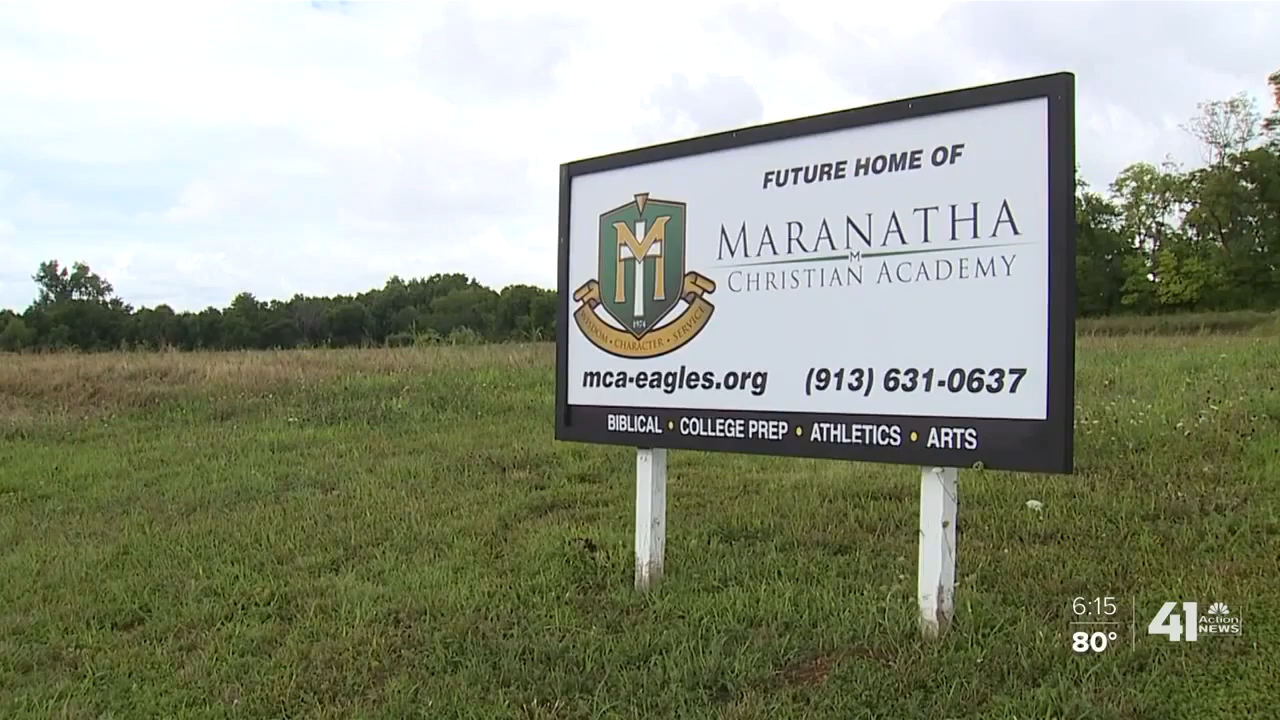 FUTURE HOME OF
MARANATHA
M
CHRISTIAN ACADEMY
M
1974
WISDOM • CHARACTER • SERVICE
mca-eagles.org
(913) 631-0637
BIBLICAL • COLLEGE PREP • ATHLETICS • ARTS
6:15
80°
41 Action
NEWS